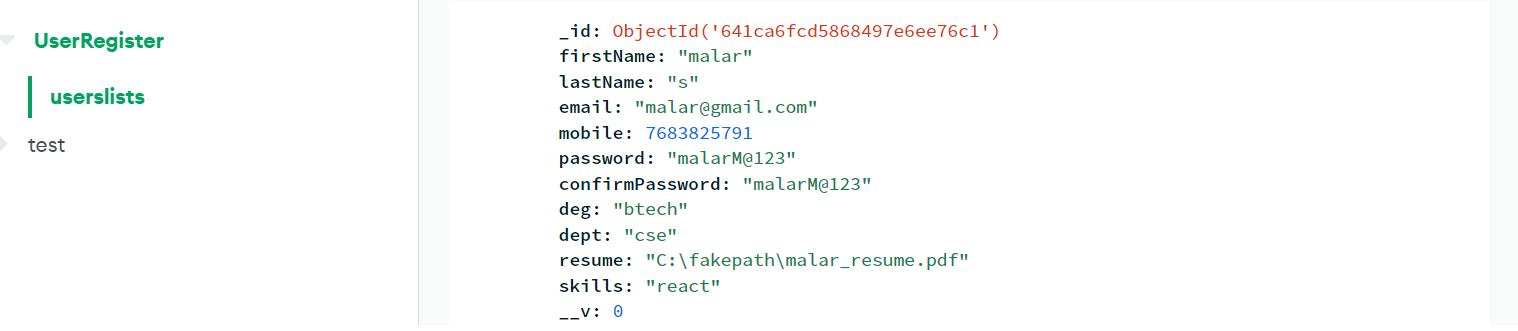 UserRegister
userslists
test
_id: ObjectId('641ca6fcd5868497e6ee76c1')
firstName: "malar"
lastName: "s"
email: "malar@gmail.com"
mobile: 7683825791
password: "malarM@123"
confirmPassword: "malarM@123"
deg: "btech"
dept: "cse"
resume: "C:\fakepath\malar_resume.pdf"
skills: "react"
__v: 0